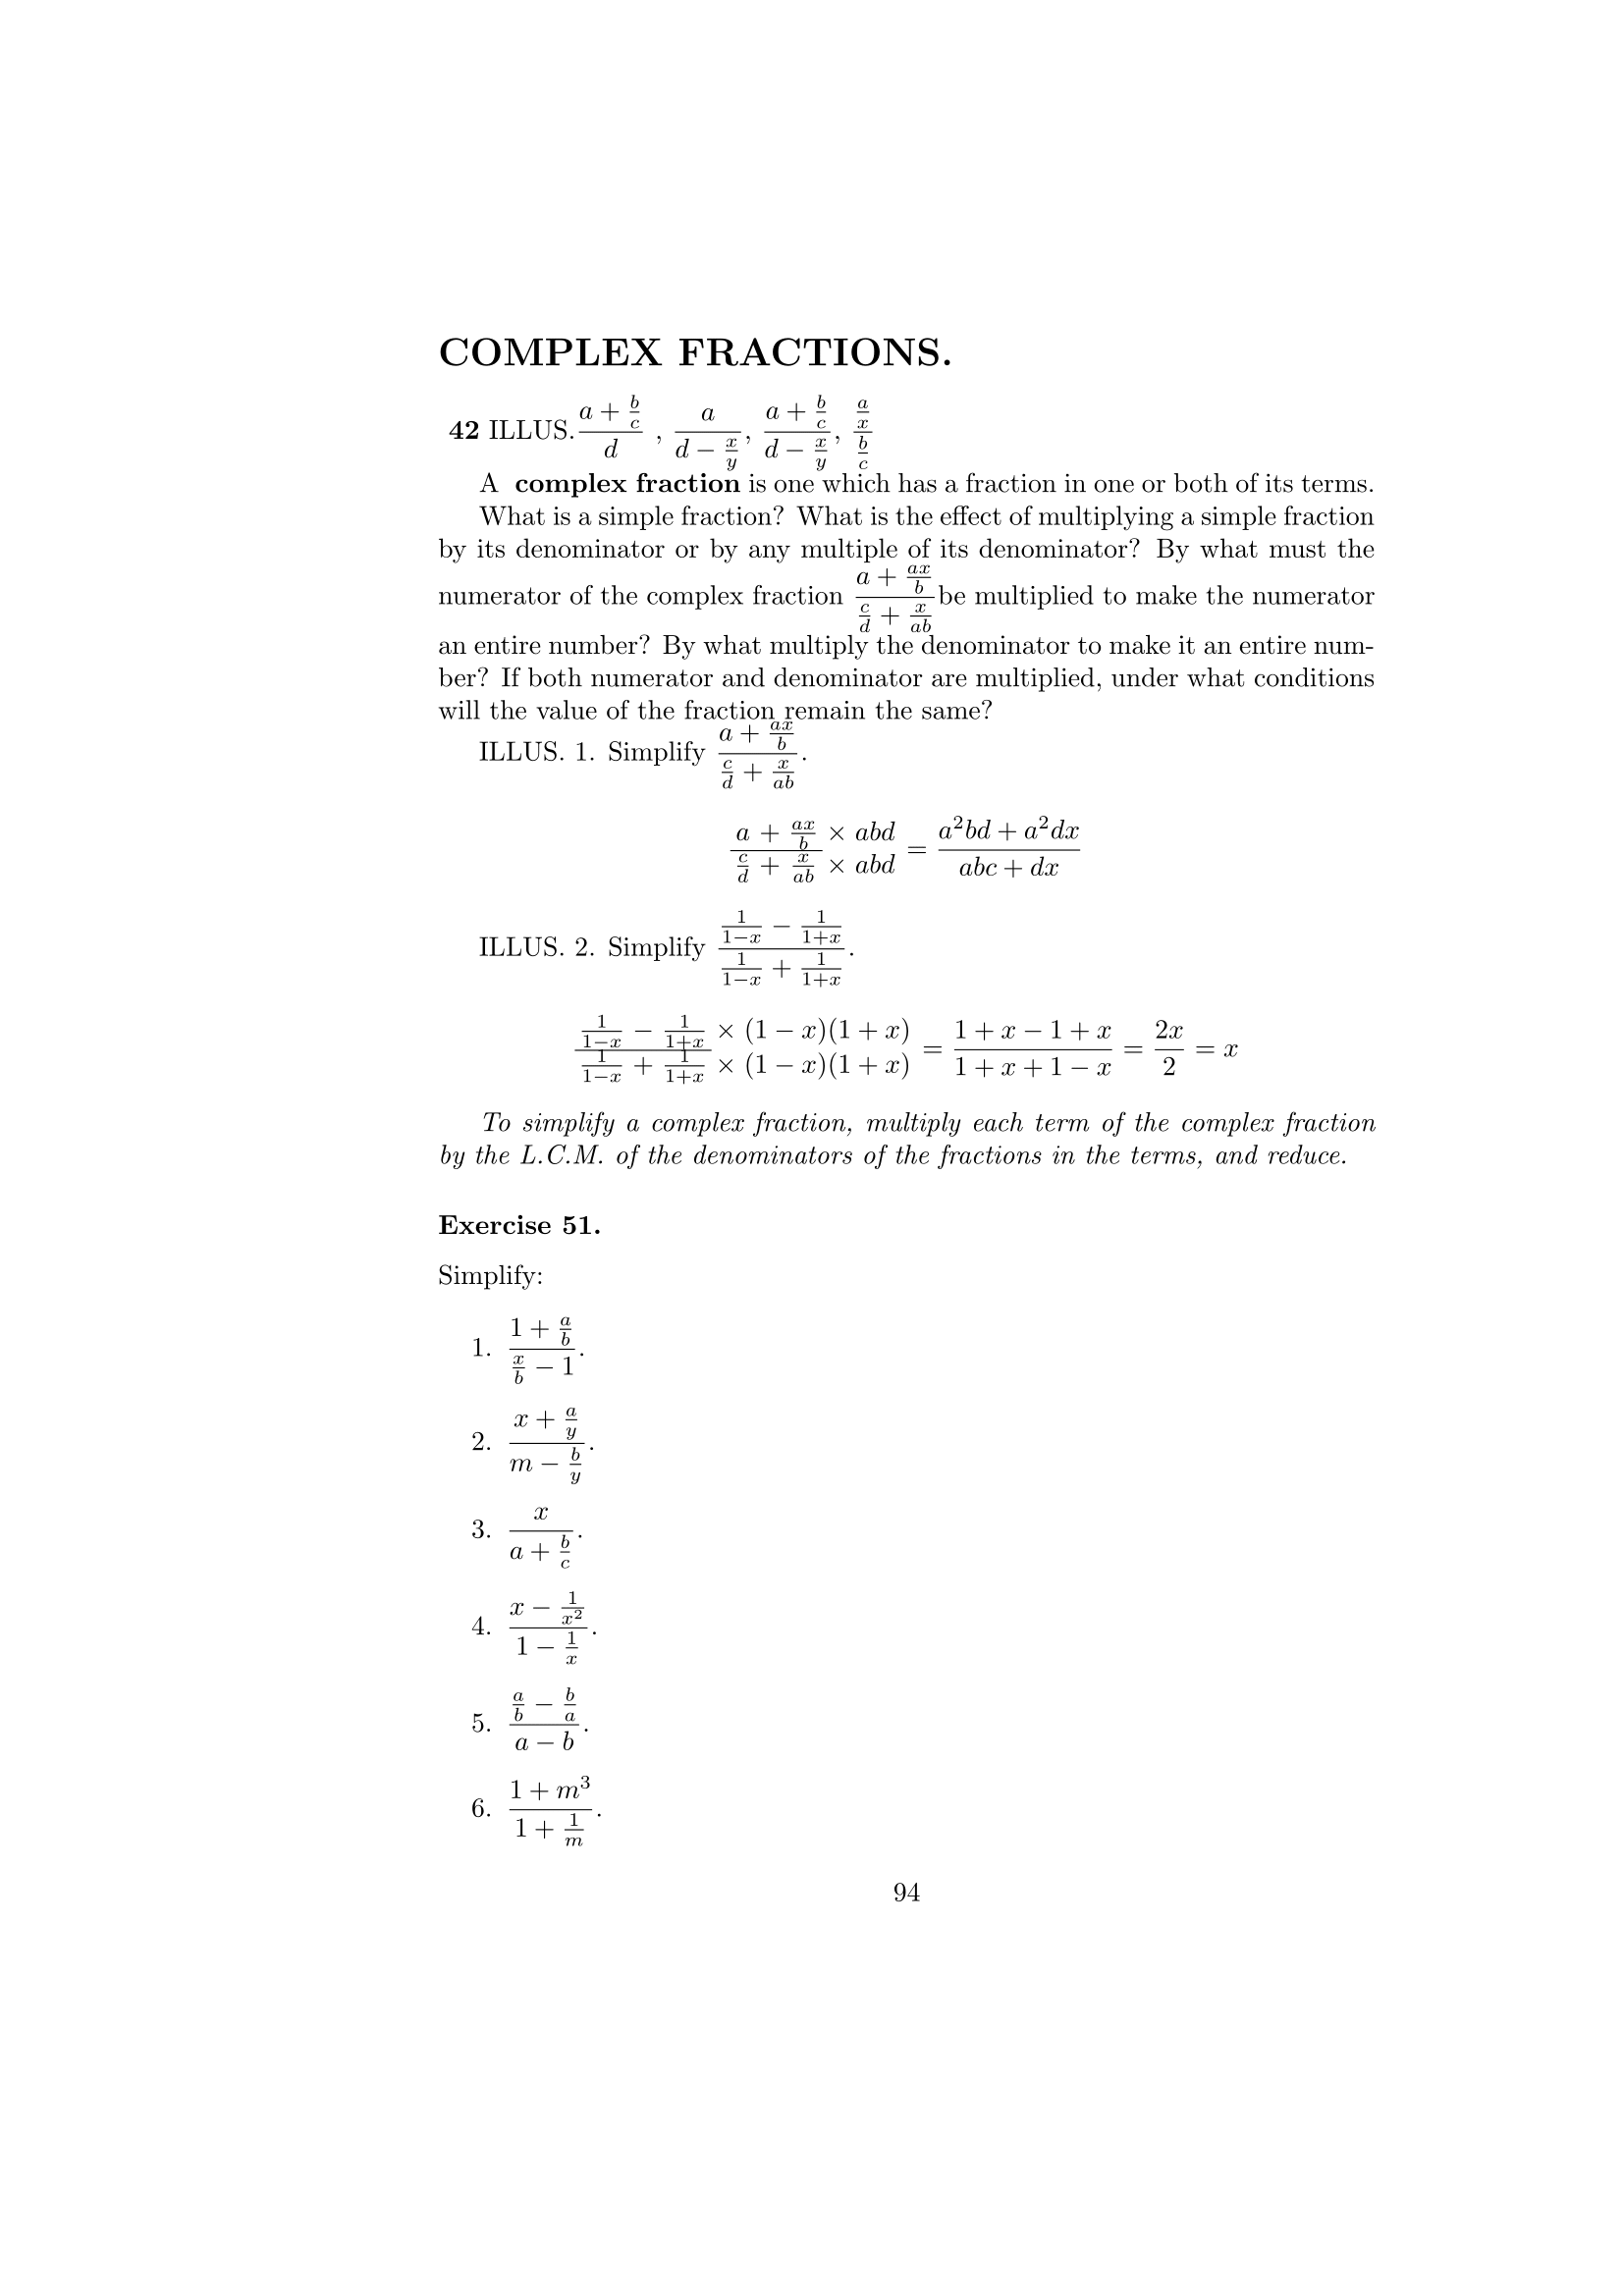 COMPLEX FRACTIONS.
42 ILLUS. $\frac{a+\frac{b}{c}}{d}$ , $\frac{a}{d-\frac{x}{y}}$, $\frac{a+\frac{b}{c}}{d-\frac{x}{y}}$, $\frac{\frac{a}{x}}{\frac{b}{c}}$
A complex fraction is one which has a fraction in one or both of its terms.
What is a simple fraction? What is the effect of multiplying a simple fraction
by its denominator or by any multiple of its denominator? By what must the
numerator of the complex fraction $\frac{a+\frac{ax}{b}}{\frac{c}{d}+\frac{x}{ab}}$ be multiplied to make the numerator
an entire number? By what multiply the denominator to make it an entire num-
ber? If both numerator and denominator are multiplied, under what conditions
will the value of the fraction remain the same?
ILLUS. 1. Simplify $\frac{a+\frac{ax}{b}}{\frac{c}{d}+\frac{x}{ab}}$.
$\frac{a+\frac{ax}{b} \times abd}{\frac{c}{d}+\frac{x}{ab} \times abd} = \frac{a^2bd+a^2dx}{abc+dx}$
ILLUS. 2. Simplify $\frac{\frac{1}{1-x}-\frac{1}{1+x}}{\frac{1}{1-x}+\frac{1}{1+x}}$.
$\frac{\frac{1}{1-x}-\frac{1}{1+x} \times (1-x)(1+x)}{\frac{1}{1-x}+\frac{1}{1+x} \times (1-x)(1+x)} = \frac{1+x-1+x}{1+x+1-x} = \frac{2x}{2} = x$
To simplify a complex fraction, multiply each term of the complex fraction
by the L.C.M. of the denominators of the fractions in the terms, and reduce.
Exercise 51.
Simplify:
1. $\frac{1+\frac{a}{b}}{\frac{x}{b}-1}$.
2. $\frac{x+\frac{a}{y}}{m-\frac{b}{y}}$.
3. $\frac{x}{a+\frac{b}{c}}$.
4. $\frac{x-\frac{1}{x^2}}{1-\frac{1}{x}}$.
5. $\frac{\frac{a}{b}-\frac{b}{a}}{a-b}$.
6. $\frac{1+m^3}{1+\frac{1}{m}}$.
94